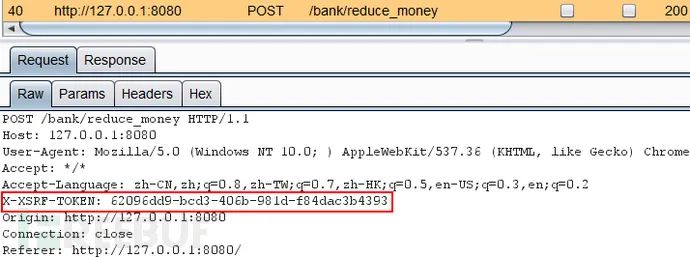 40 http://127.0.0.1:8080 POST /bank/reduce_money 200
Request Response
Raw Params Headers Hex
POST /bank/reduce_money HTTP/1.1
Host: 127.0.0.1:8080
User-Agent: Mozilla/5.0 (Windows NT 10.0; ) AppleWebKit/537.36 (KHTML, like Gecko) Chrome
Accept: */*
Accept-Language: zh-CN,zh;q=0.8,zh-TW;q=0.7,zh-HK;q=0.5,en-US;q=0.3,en;q=0.2
X-XSRF-TOKEN: 62096dd9-bcd3-406b-981d-f84dac3b4393
Origin: http://127.0.0.1:8080
Connection: close
Referer: http://127.0.0.1:8080/